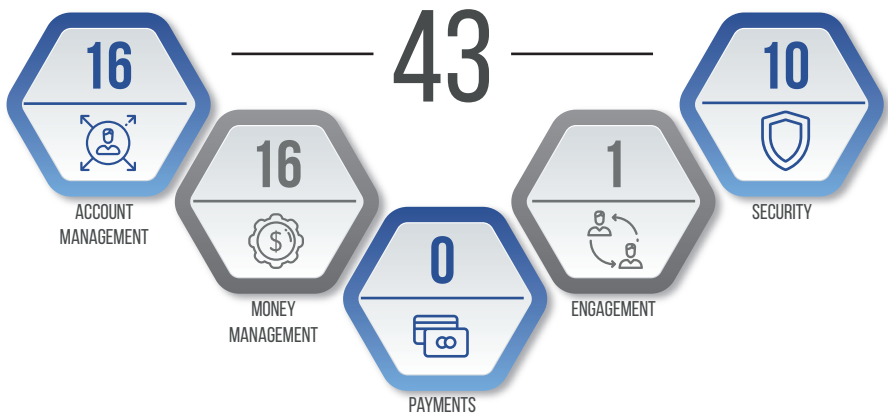 43
16
ACCOUNT
MANAGEMENT
16
$
MONEY
MANAGEMENT
0
PAYMENTS
1
ENGAGEMENT
10
SECURITY